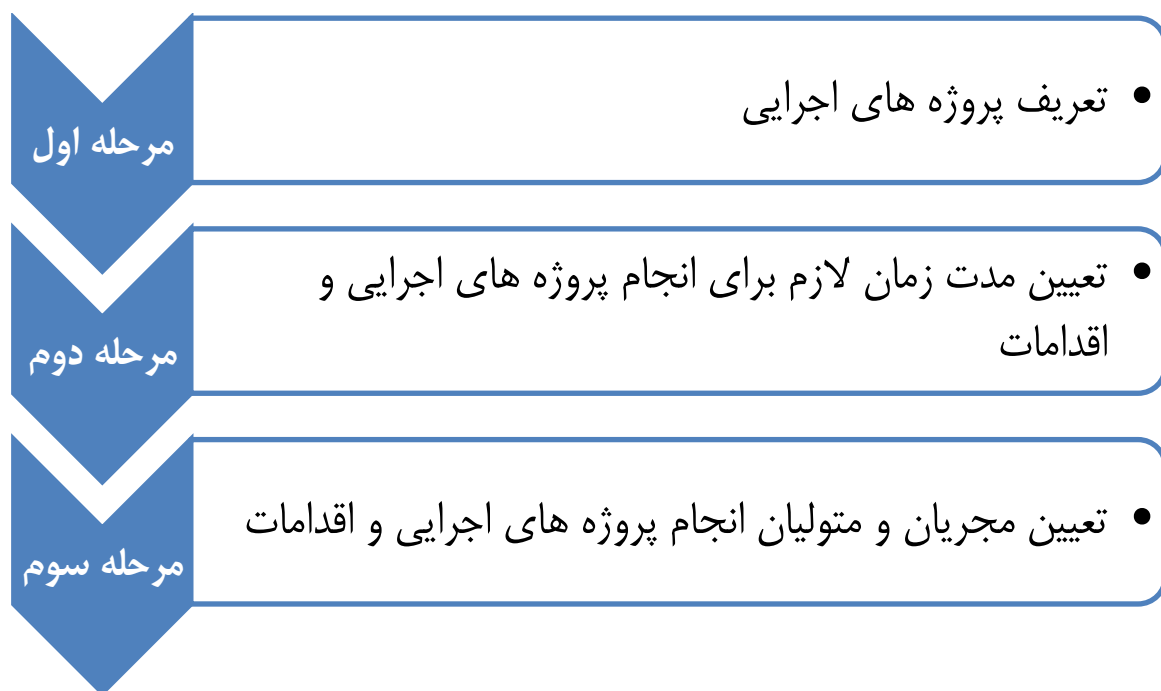 مرحله اول
• تعریف پروژه های اجرایی
مرحله دوم
• تعیین مدت زمان لازم برای انجام پروژه های اجرایی و
اقدامات
مرحله سوم
• تعیین مجریان و متولیان انجام پروژه های اجرایی و اقدامات